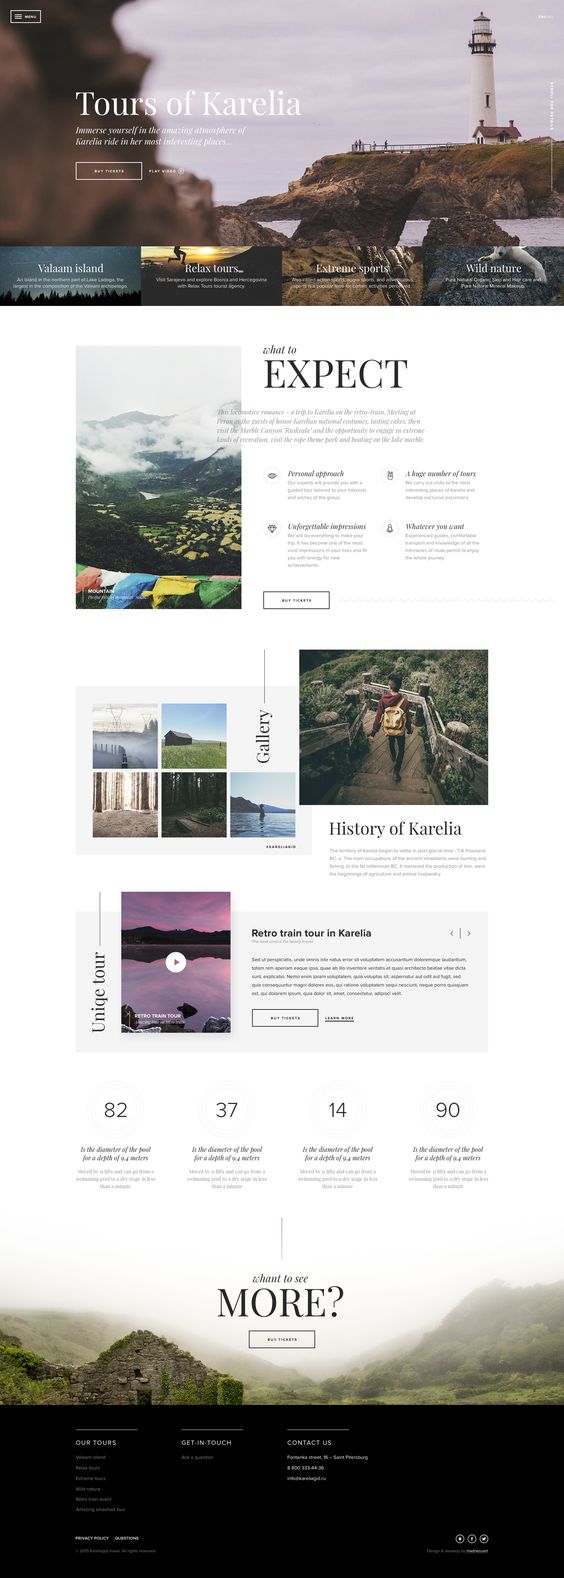 MENU
Tours of Karelia
Immerse yourself in the amazing atmosphere of
Karelia ride in her most interesting places...
BUY TICKETS
PLAY VIDEO
Valaam island
An island in the northern part of Lake Ladoga, the
largest in the composition of the Valaam archipelago.
Relax tours
Visit Sarajevo and explore Bosnia and Hercegovina
with Relax Tours tourist agency.
Extreme sports
Wild nature
Pure Natural Organic Skin and Hair care and
Pure Nature Mineral Makeup.
what to
EXPECT
This locomotive romance – a trip to Karelia on the retro-train. Meeting at
Perron as the guests of honor Karelian national costumes, tasting cakes, then
visit the Marble Canyon "Ruskeala" and the opportunity to engage in extreme
kinds of recreation, visit the rope theme park and boating on the lake marble.
Personal approach
Our experts will provide you with a
guided tour tailored to your interests
and wishes of the group
A huge number of tours
We carry out visits to the most
interesting places of Karelia and
develop exclusive excursions
Unforgettable impressions
We will do everything to make your
trip. It has become one of the most
vivid impressions in your lives and fill
you with energy for new
achievements.
Whatever you want
Experienced guides, comfortable
transport and knowledge of all the
intricacies of route permit to enjoy
the whole journey.
MOUNTAIN
BUY TICKETS
Gallery
#KARELIAGID
History of Karelia
The territory of Karelia began to settle in post-glacial time - 7-6 thousand
BC. e. The main occupations of the ancient inhabitants were hunting and
fishing. In the 1st millennium BC. it mastered the production of iron, were
the beginnings of agriculture and animal husbandry.
Uniqe tour
RETRO TRAIN TOUR
Retro train tour in Karelia
The best choice for family travel
Sed ut perspiciatis, unde omnis iste natus error sit voluptatem accusantium doloremque laudantium,
totam rem aperiam eaque ipsa, quae ab illo inventore veritatis et quasi architecto beatae vitae dicta
sunt, explicabo. Nemo enim ipsam voluptatem, quia voluptas sit, aspernatur aut odit aut fugit, sed
quia consequuntur magni dolores eos, qui ratione voluptatem sequi nesciunt, neque porro quisquam
est, qui dolorem ipsum, quia dolor sit, amet, consectetur, adipisci velit.
BUY TICKETS
LEARN MORE
82
37
14
90
Is the diameter of the pool
for a depth of 9.4 meters
Moved by 11 lifts and can go from a
swimming pool to a dry stage in less
than a minute
Is the diameter of the pool
for a depth of 9.4 meters
Moved by 11 lifts and can go from a
swimming pool to a dry stage in less
than a minute
Is the diameter of the pool
for a depth of 9.4 meters
Moved by 11 lifts and can go from a
swimming pool to a dry stage in less
than a minute
Is the diameter of the pool
for a depth of 9.4 meters
Moved by 11 lifts and can go from a
swimming pool to a dry stage in less
than a minute
whant to see
MORE?
BUY TICKETS
OUR TOURS
Valaam island
Relax tours
Extreme tours
Wild nature
Retro train event
Amazing smashed tour
GET-IN-TOUCH
Ask a question
CONTACT US
Fontanka street, 16 – Saint Pitersburg
8 800 333-44-36
info@kareliagid.ru
PRIVACY POLICY
QUESTIONS
© 2015 Kareliagid travel. All rights reserved.
Design & develop by madnessart